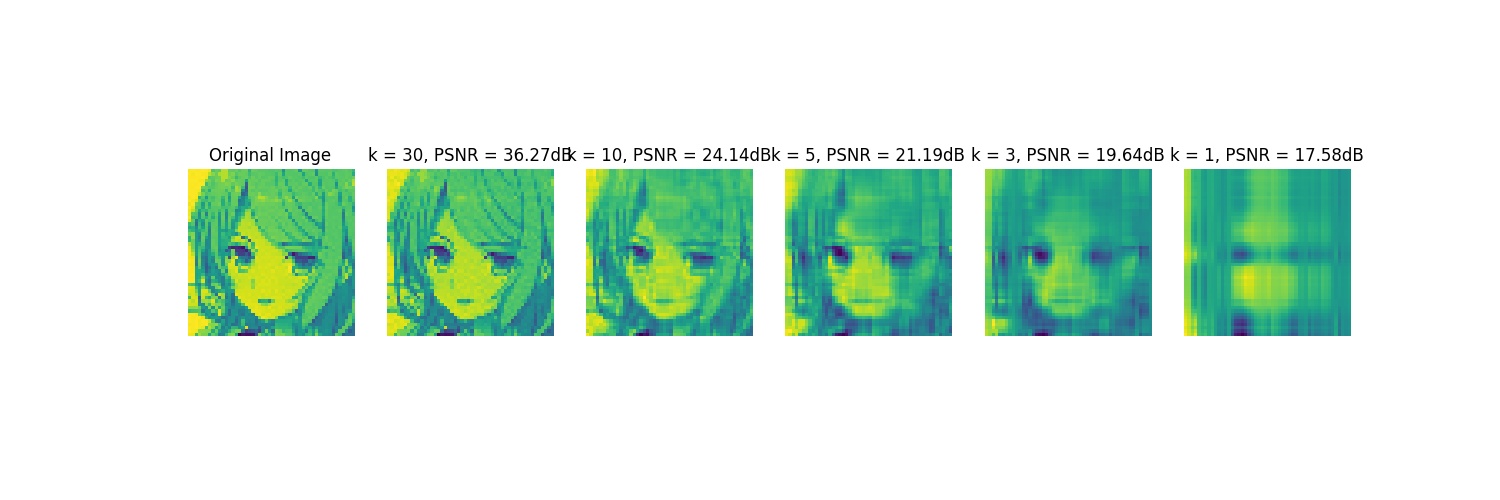 Original Image
k = 30, PSNR = 36.27dB
k = 10, PSNR = 24.14dB
k = 5, PSNR = 21.19dB
k = 3, PSNR = 19.64dB
k = 1, PSNR = 17.58dB